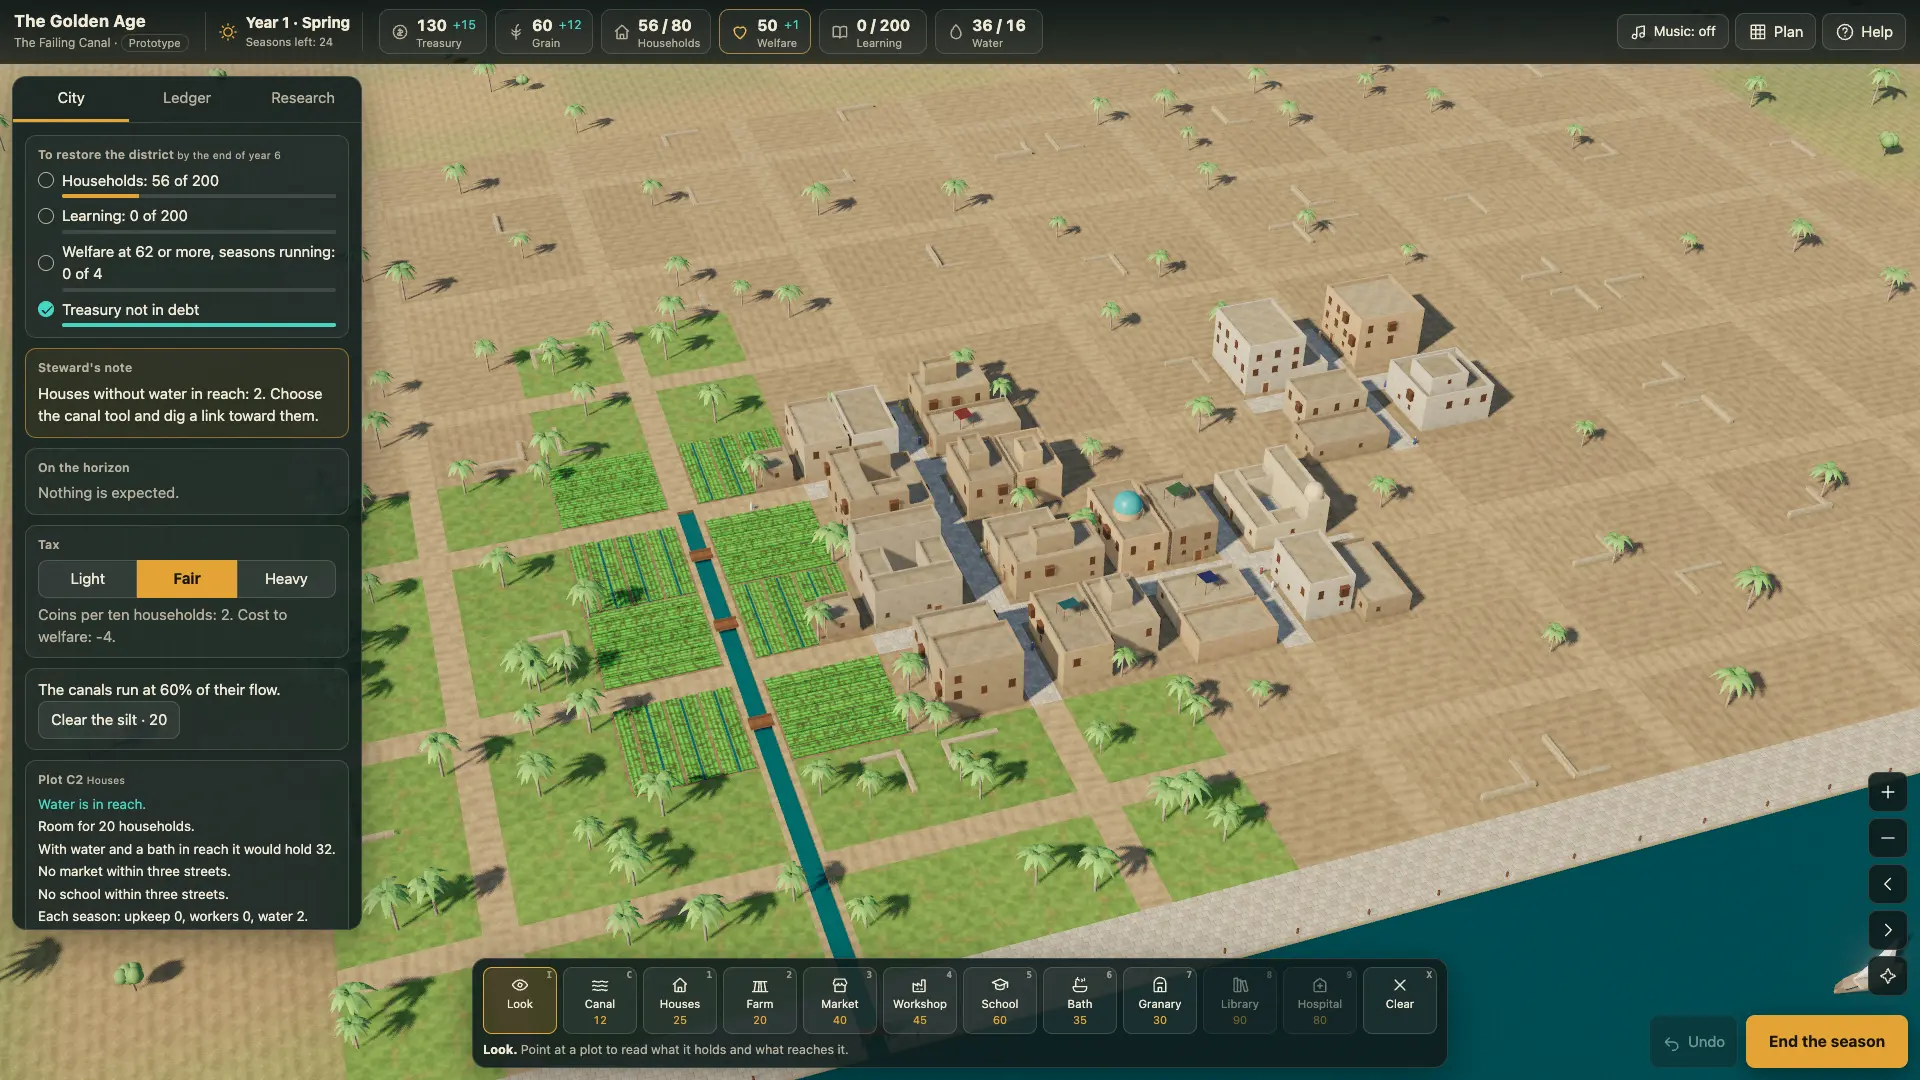 The Golden Age
The Failing Canal · Prototype
Year 1 · Spring
Seasons left: 24
130 +15
Treasury
60 +12
Grain
56 / 80
Households
50 +1
Welfare
0 / 200
Learning
36 / 16
Water
Music: off
Plan
Help
City
Ledger
Research
To restore the district by the end of year 6
Households: 56 of 200
Learning: 0 of 200
Welfare at 62 or more, seasons running:
0 of 4
Treasury not in debt
Steward's note
Houses without water in reach: 2. Choose
the canal tool and dig a link toward them.
On the horizon
Nothing is expected.
Tax
Light
Fair
Heavy
Coins per ten households: 2. Cost to
welfare: -4.
The canals run at 60% of their flow.
Clear the silt · 20
Plot C2 Houses
Water is in reach.
Room for 20 households.
With water and a bath in reach it would hold 32.
No market within three streets.
No school within three streets.
Each season: upkeep 0, workers 0, water 2.
I
Look
C
Canal
12
1
Houses
25
2
Farm
20
3
Market
40
4
Workshop
45
5
School
60
6
Bath
35
7
Granary
30
8
Library
90
9
Hospital
80
X
Clear
Look. Point at a plot to read what it holds and what reaches it.
Undo
End the season